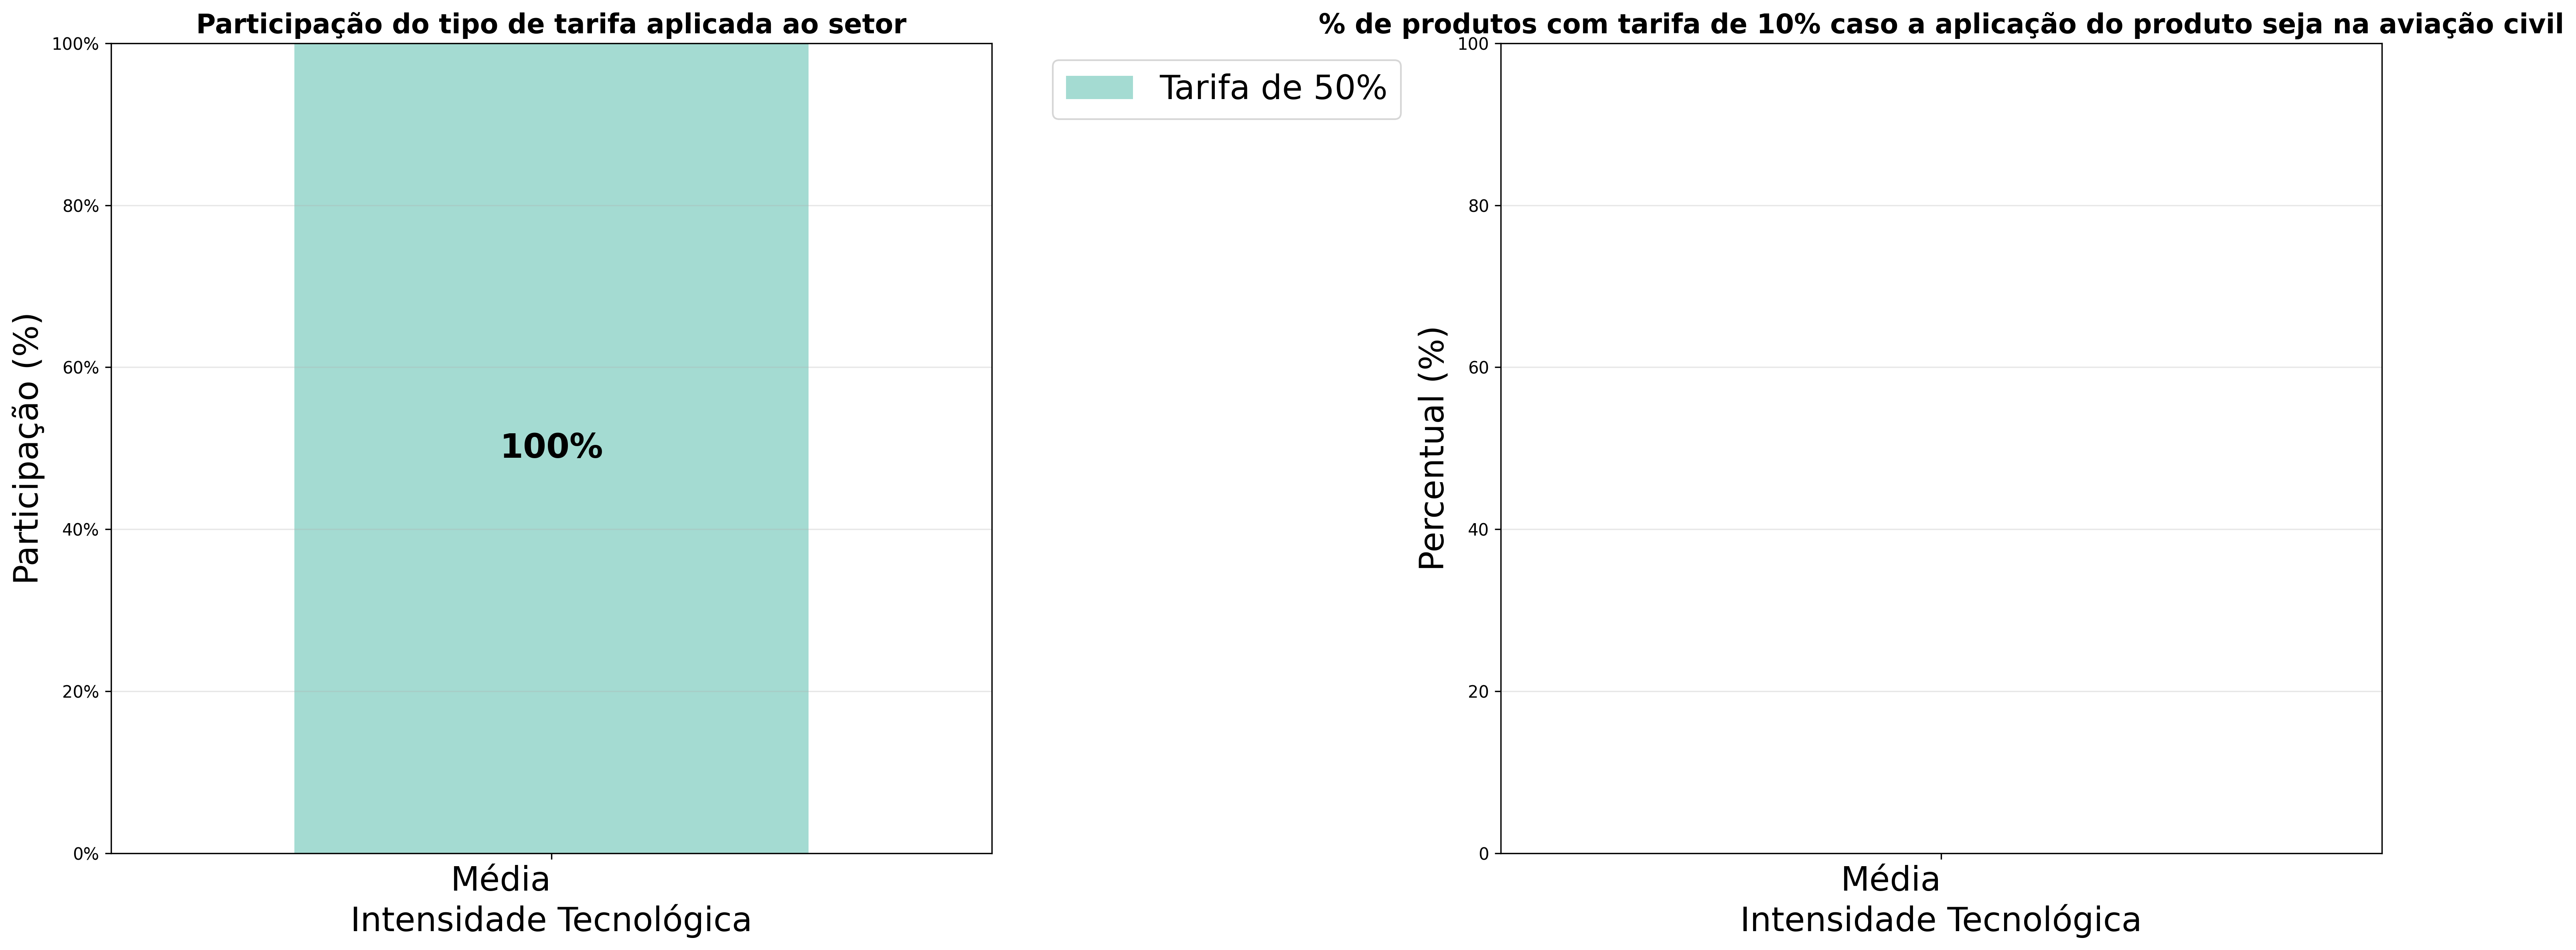 Participação do tipo de tarifa aplicada ao setor
100%
80%
60%
40%
20%
0%
Participação (%)
100%
Média
Intensidade Tecnológica
Tarifa de 50%
% de produtos com tarifa de 10% caso a aplicação do produto seja na aviação civil
100
80
60
40
20
0
Percentual (%)
Média
Intensidade Tecnológica